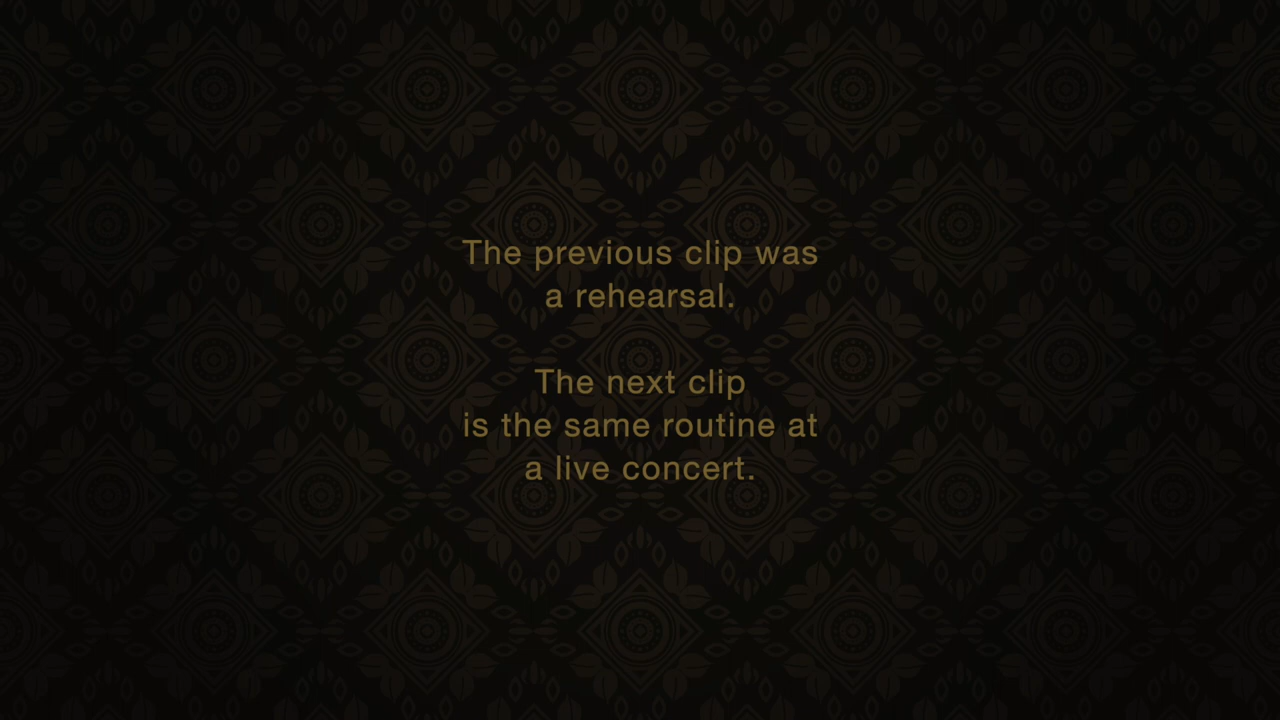 The previous clip was
a rehearsal.
The next clip
is the same routine at
a live concert.